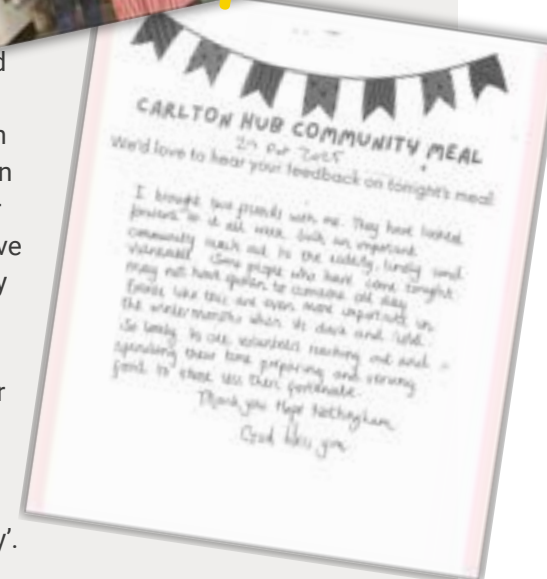 d
n
n
ve
y
r
y'.
CARLTON HUB COMMUNITY MEAL
2025
We'd love to hear your feedback on tonight's meal
I brought two friends with me. They have looked
forward to it all week. Such an important
community reach out to the elderly, lonely and
vulnerable. Some people who have come tonight
may not have spoken to someone all day.
Events like this are even more important in
the winter months when its dark and cold.
So lovely to see volunteers reaching out and
spending their time preparing and serving
food to those less then fortunate.
Thank you Hope Nottingham
God bless you